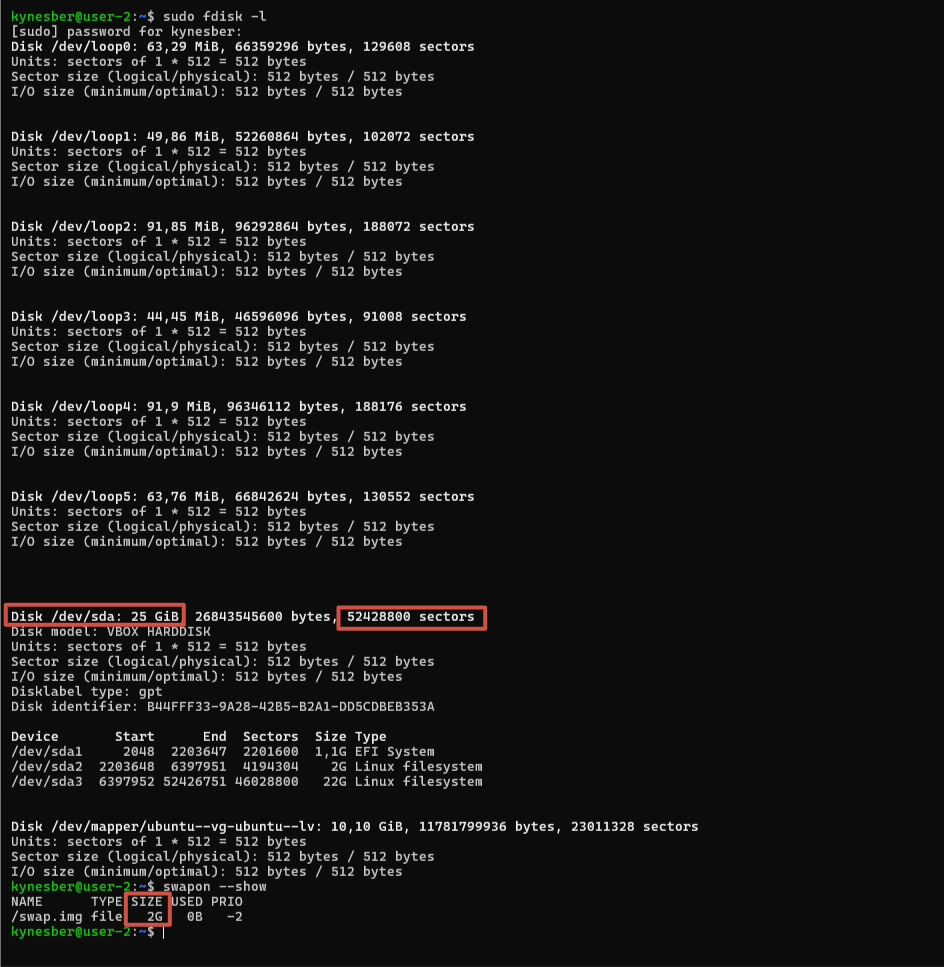 kynesber@user-2:~$ sudo fdisk -l
[sudo] password for kynesber:
Disk /dev/loop0: 63,29 MiB, 66359296 bytes, 129608 sectors
Units: sectors of 1 * 512 = 512 bytes
Sector size (logical/physical): 512 bytes / 512 bytes
I/O size (minimum/optimal): 512 bytes / 512 bytes
Disk /dev/loop1: 49,86 MiB, 52260864 bytes, 102072 sectors
Units: sectors of 1 * 512 = 512 bytes
Sector size (logical/physical): 512 bytes / 512 bytes
I/O size (minimum/optimal): 512 bytes / 512 bytes
Disk /dev/loop2: 91,85 MiB, 96292864 bytes, 188072 sectors
Units: sectors of 1 * 512 = 512 bytes
Sector size (logical/physical): 512 bytes / 512 bytes
I/O size (minimum/optimal): 512 bytes / 512 bytes
Disk /dev/loop3: 44,45 MiB, 46596096 bytes, 91008 sectors
Units: sectors of 1 * 512 = 512 bytes
Sector size (logical/physical): 512 bytes / 512 bytes
I/O size (minimum/optimal): 512 bytes / 512 bytes
Disk /dev/loop4: 91,9 MiB, 96346112 bytes, 188176 sectors
Units: sectors of 1 * 512 = 512 bytes
Sector size (logical/physical): 512 bytes / 512 bytes
I/O size (minimum/optimal): 512 bytes / 512 bytes
Disk /dev/loop5: 63,76 MiB, 66842624 bytes, 130552 sectors
Units: sectors of 1 * 512 = 512 bytes
Sector size (logical/physical): 512 bytes / 512 bytes
I/O size (minimum/optimal): 512 bytes / 512 bytes
Disk /dev/sda: 25 GiB 26843545600 bytes, 52428800 sectors
Disk model: VBOX HARDDISK
Units: sectors of 1 * 512 = 512 bytes
Sector size (logical/physical): 512 bytes / 512 bytes
I/O size (minimum/optimal): 512 bytes / 512 bytes
Disklabel type: gpt
Disk identifier: B44FFF33-9A28-42B5-B2A1-DD5CDBEB353A
Device Start End Sectors Size Type
/dev/sda1 2048 2203647 2201600 1,1G EFI System
/dev/sda2 2203648 6397951 4194304 2G Linux filesystem
/dev/sda3 6397952 52426751 46028800 22G Linux filesystem
Disk /dev/mapper/ubuntu--vg-ubuntu--lv: 10,10 GiB, 11781799936 bytes, 23011328 sectors
Units: sectors of 1 * 512 = 512 bytes
Sector size (logical/physical): 512 bytes / 512 bytes
I/O size (minimum/optimal): 512 bytes / 512 bytes
kynesber@user-2:~$ swapon --show
NAME TYPE SIZE USED PRIO
/swap.img file 2G 0B -2
kynesber@user-2:~$